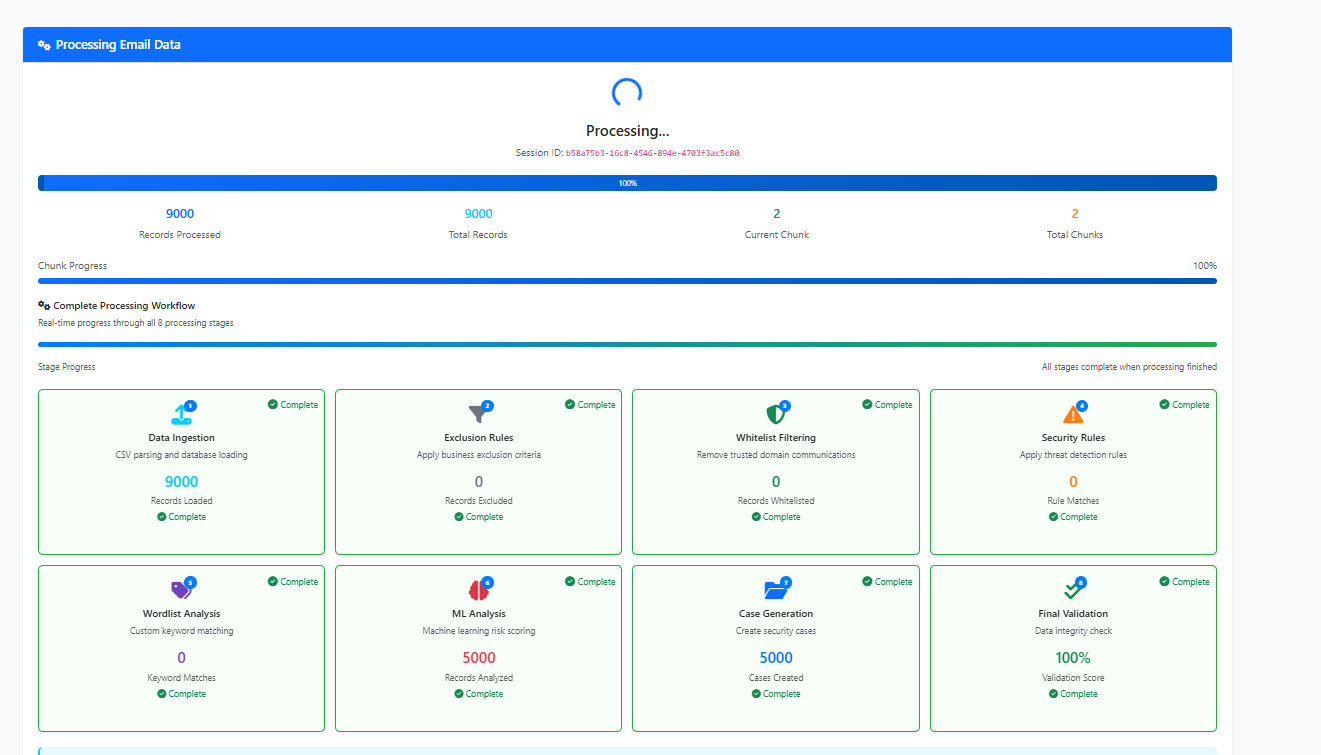 Processing Email Data
Processing...
Session ID: b58a75b3-16c8-4546-894e-4703f3ac5c80
100%
9000 9000 2 2
Records Processed Total Records Current Chunk Total Chunks
Chunk Progress 100%
Complete Processing Workflow
Real-time progress through all 8 processing stages
Stage Progress All stages complete when processing finished
1 Complete 2 Complete 3 Complete 4 Complete
Data Ingestion Exclusion Rules Whitelist Filtering Security Rules
CSV parsing and database loading Apply business exclusion criteria Remove trusted domain communications Apply threat detection rules
9000 0 0 0
Records Loaded Records Excluded Records Whitelisted Rule Matches
Complete Complete Complete Complete
5 Complete 6 Complete 7 Complete 8 Complete
Wordlist Analysis ML Analysis Case Generation Final Validation
Custom keyword matching Machine learning risk scoring Create security cases Data integrity check
0 5000 5000 100%
Keyword Matches Records Analyzed Cases Created Validation Score
Complete Complete Complete Complete